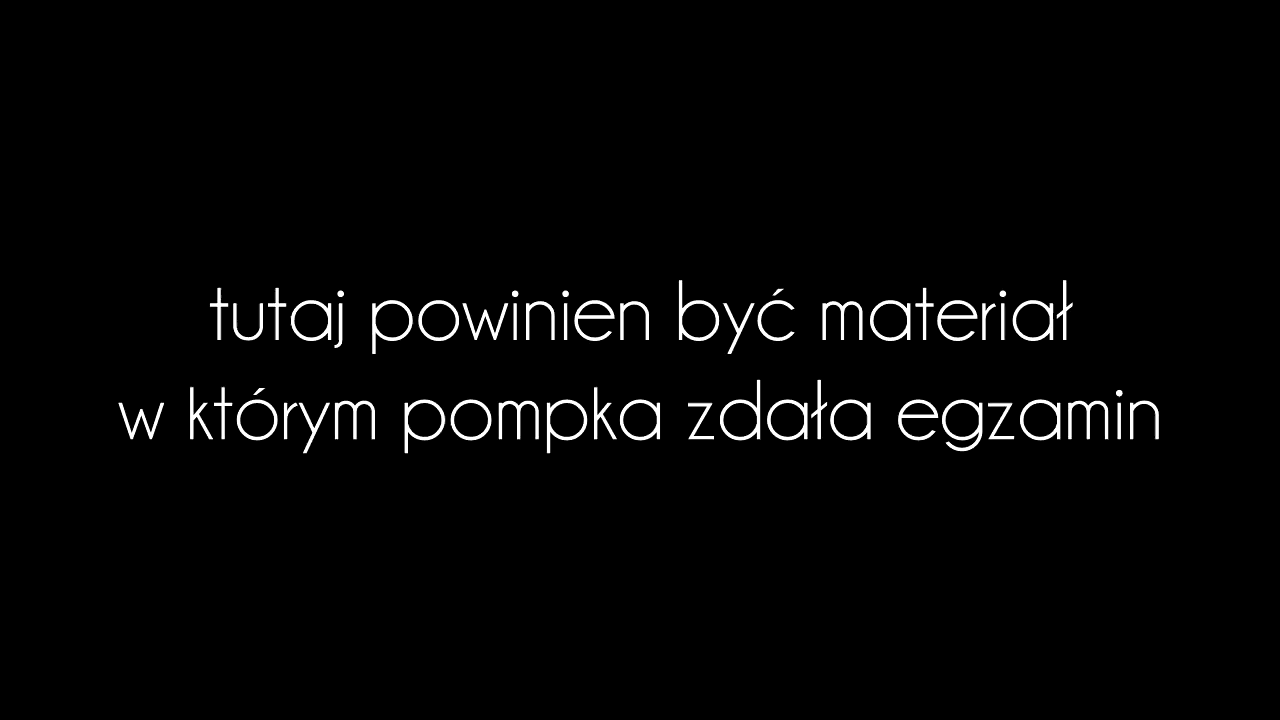 tutaj powinien być materiał
w którym pompka zdała egzamin